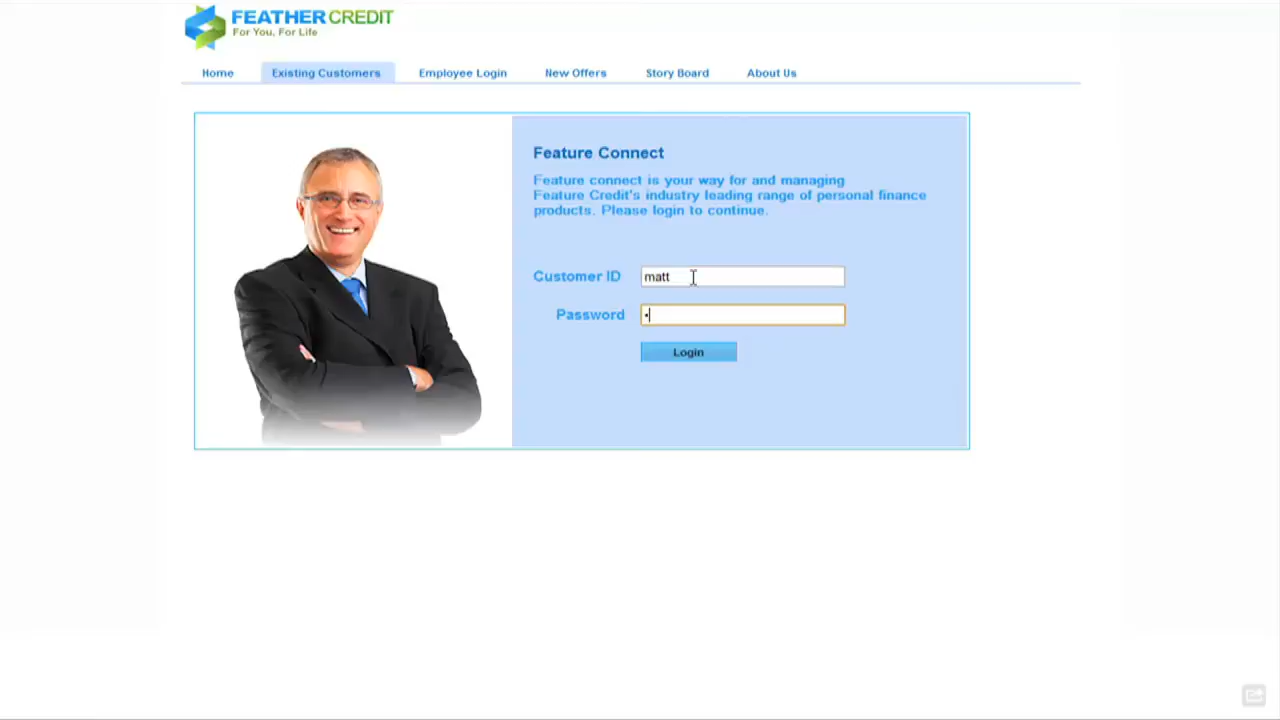 FEATHER CREDIT
For You, For Life
Home Existing Customers Employee Login New Offers Story Board About Us
Feature Connect
Feature connect is your way for and managing
Feature Credit's industry leading range of personal finance
products. Please login to continue.
Customer ID matt
Password
Login